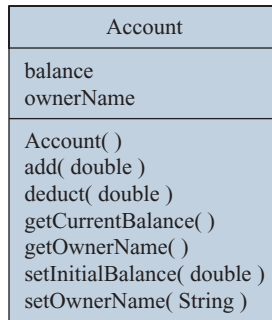 Account
balance
ownerName
Account( )
add( double )
deduct( double )
getCurrentBalance( )
getOwnerName( )
setInitialBalance( double )
setOwnerName( String )